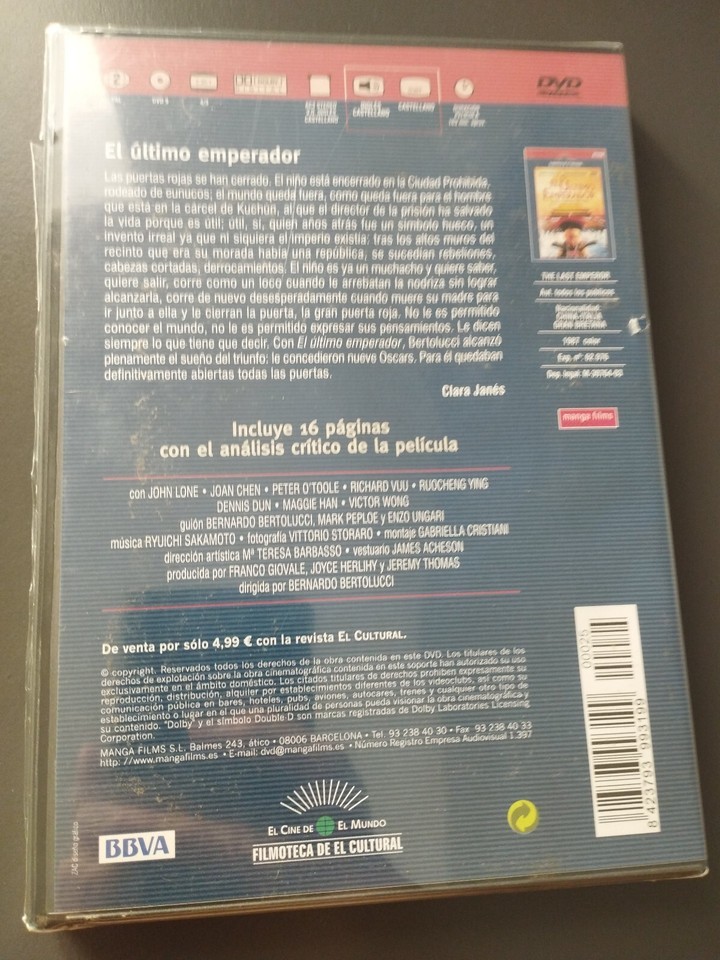 2
DVD
CASTELLANO
INGLÉS
CASTELLANO
CASTELLANO
El último emperador
Las puertas rojas se han cerrado. El niño está encerrado en la Ciudad Prohibida,
rodeado de eunucos; el mundo queda fuera, como queda fuera para el hombre
que está en la cárcel de Kuchun, al que el director de la prisión ha salvado
la vida porque es útil; útil, sí, quien años atrás fue un símbolo hueco, un
invento irreal ya que ni siquiera el imperio existía: tras los altos muros del
recinto que era su morada había una república, se sucedían rebeliones,
cabezas cortadas, derrocamientos. El niño es ya un muchacho y quiere saber,
quiere salir, corre como un loco cuando le arrebatan la nodriza sin lograr
alcanzarla, corre de nuevo desesperadamente cuando muere su madre para
ir junto a ella y le cierran la puerta, la gran puerta roja. No le es permitido
conocer el mundo, no le es permitido expresar sus pensamientos. Le dicen
siempre lo que tiene que decir. Con El último emperador, Bertolucci alcanzó
plenamente el sueño del triunfo: le concedieron nueve Oscars. Para él quedaban
definitivamente abiertas todas las puertas.
Clara Janés
THE LAST EMPEROR
Aut. todos los públicos
Nacionalidad
CHINA-ITALIA
GRAN BRETAÑA
1987 color
manga films
Incluye 16 páginas
con el análisis crítico de la película
con JOHN LONE • JOAN CHEN • PETER O'TOOLE • RICHARD VUU • RUOCHENG YING
DENNIS DUN • MAGGIE HAN • VICTOR WONG
guión BERNARDO BERTOLUCCI, MARK PEPLOE y ENZO UNGARI
música RYUICHI SAKAMOTO • fotografía VITTORIO STORARO • montaje GABRIELLA CRISTIANI
dirección artística Mª TERESA BARBASSO • vestuario JAMES ACHESON
producida por FRANCO GIOVALE, JOYCE HERLIHY y JEREMY THOMAS
dirigida por BERNARDO BERTOLUCCI
De venta por sólo 4,99 € con la revista EL CULTURAL.
© copyright. Reservados todos los derechos de la obra contenida en este DVD. Los titulares de los
derechos de explotación sobre la obra cinematográfica contenida en este soporte han autorizado su uso
exclusivamente en el ámbito doméstico. Los citados titulares de derechos prohíben expresamente su
reproducción, distribución, alquiler por establecimientos diferentes de los videoclubs, así como su
comunicación pública en bares, hoteles, pubs, aviones, autocares, trenes y cualquier otro tipo de
establecimiento o lugar en el que una pluralidad de personas pueda visionar la obra cinematográfica y
su contenido. "Dolby" y el símbolo Double-D son marcas registradas de Dolby Laboratories Licensing
Corporation.
MANGA FILMS S.L. Balmes 243, ático • 08006 BARCELONA • Tel. 93 238 40 30 • Fax 93 238 40 33
http: //www.mangafilms.es • E-mail: dvd@mangafilms.es • Número Registro Empresa Audiovisual 1.397
00025
8 423793 993199
EL CINE DE EL MUNDO
FILMOTECA DE EL CULTURAL
BBVA